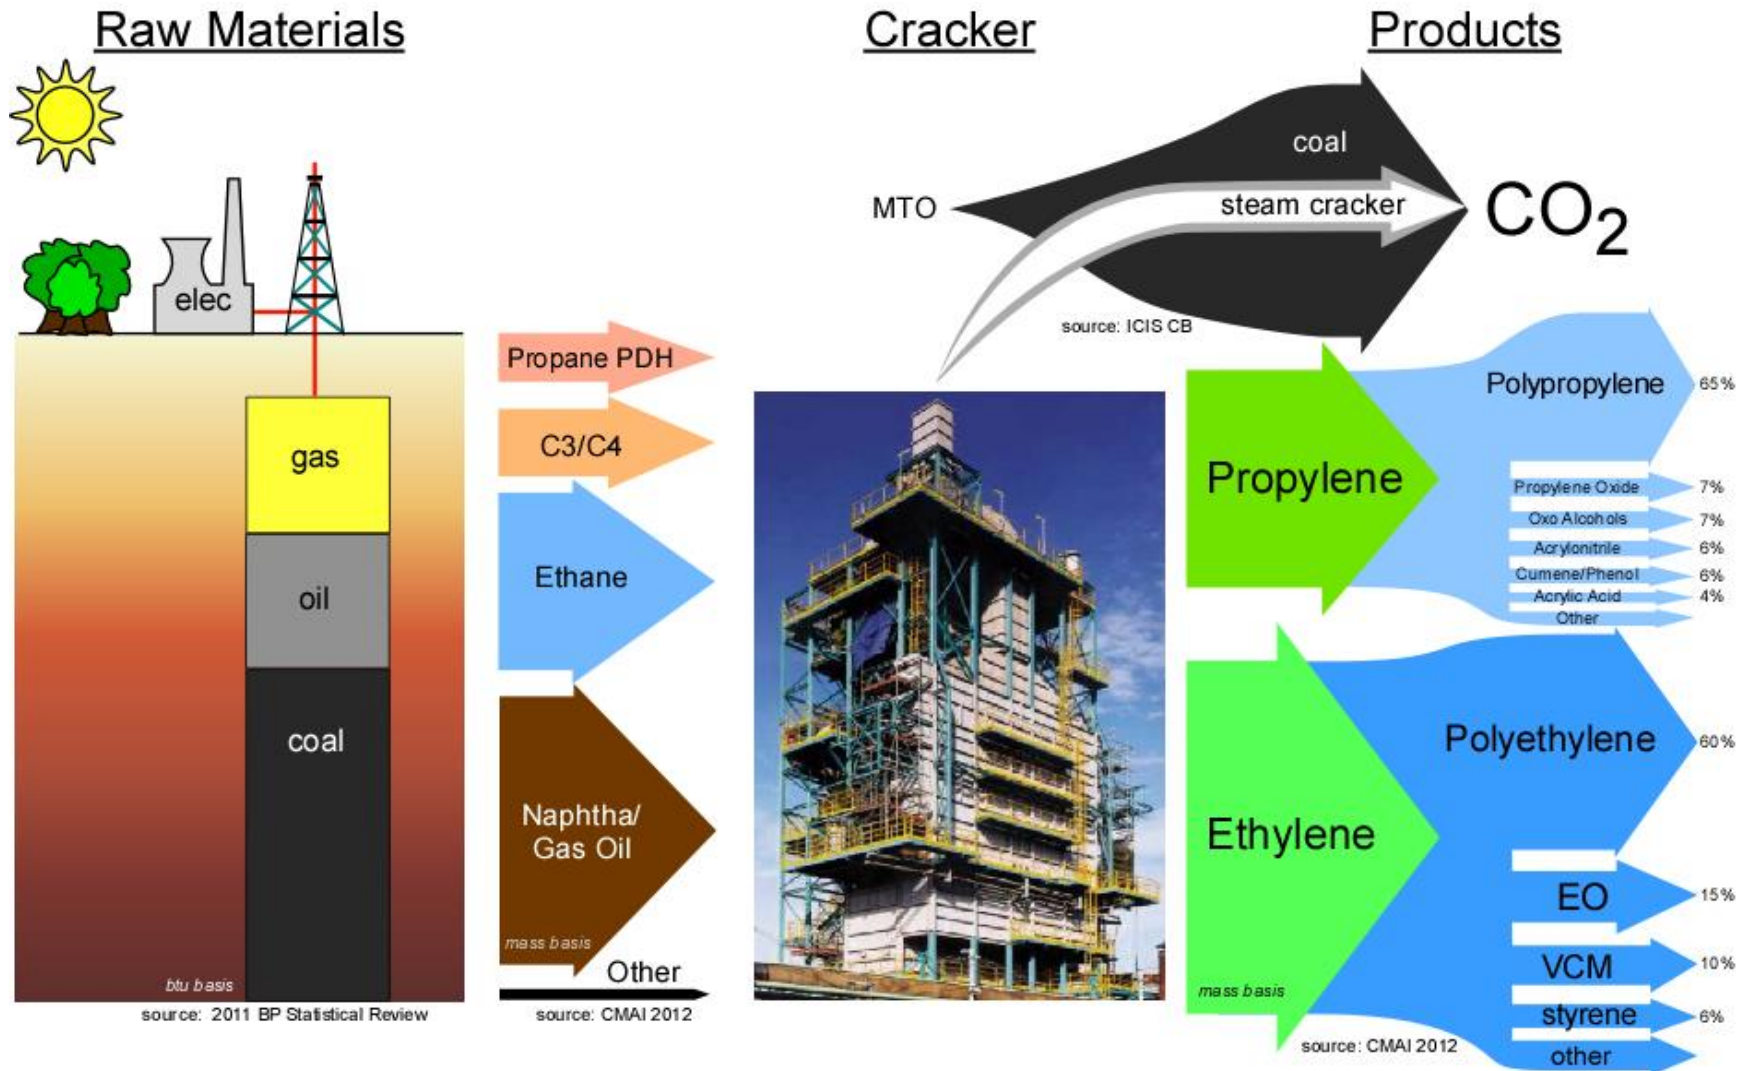 Raw Materials
Cracker
Products
elec
gas
oil
coal
btu basis
source: 2011 BP Statistical Review
Propane PDH
C3/C4
Ethane
Naphtha/
Gas Oil
mass basis
Other
source: CMAI 2012
MTO
coal
steam cracker
CO2
source: ICIS CB
Propylene
Polypropylene
65%
Propylene Oxide
7%
Oxo Alcohols
7%
Acrylonitrile
6%
Cumene/Phenol
6%
Acrylic Acid
4%
Other
Ethylene
mass basis
Polyethylene
60%
EO
15%
VCM
10%
styrene
6%
other
source: CMAI 2012